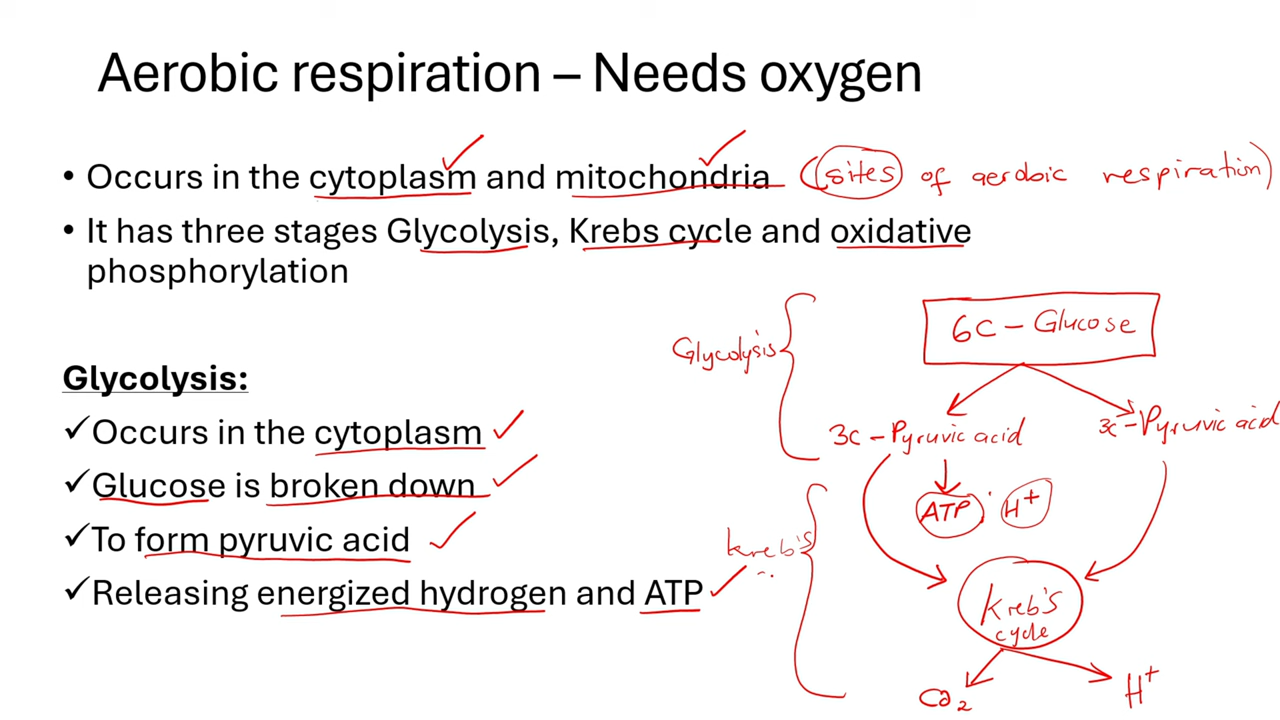 Aerobic respiration – Needs oxygen
• Occurs in the cytoplasm and mitochondria (sites of aerobic respiration)
• It has three stages Glycolysis, Krebs cycle and oxidative
phosphorylation
6C – Glucose
Glycolysis
Glycolysis:
✓Occurs in the cytoplasm
3c – Pyruvic acid
3c – Pyruvic acid
✓Glucose is broken down
ATP H+
✓To form pyruvic acid
Kreb's
✓Releasing energized hydrogen and ATP
Kreb's
cycle
Co2
H+